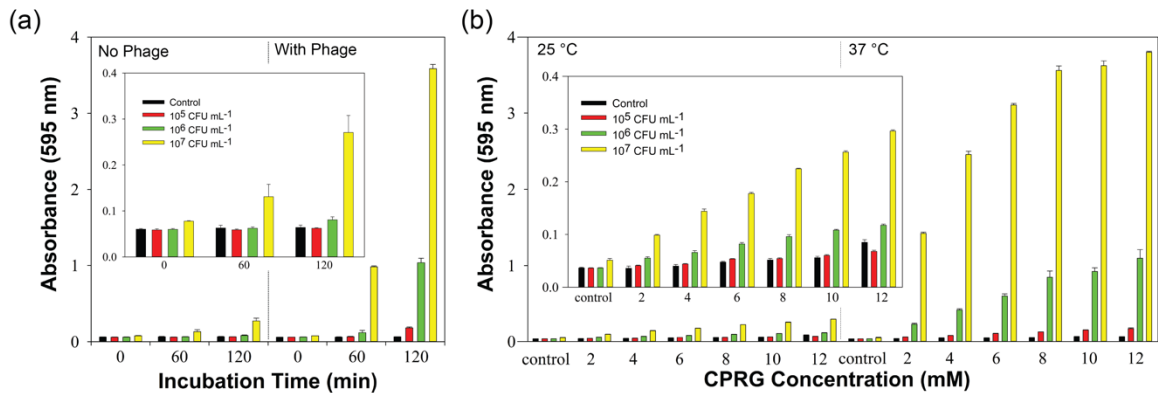 (a)
No Phage With Phage
Absorbance (595 nm)
4
3
2
1
0
0.4
0.3
0.2
0.1
0.0
Control
10⁵ CFU mL⁻¹
10⁶ CFU mL⁻¹
10⁷ CFU mL⁻¹
0 60 120
0 60 120 0 60 120
Incubation Time (min)
(b)
25 °C 37 °C
Absorbance (595 nm)
4
3
2
1
0
0.4
0.3
0.2
0.1
0.0
Control
10⁵ CFU mL⁻¹
10⁶ CFU mL⁻¹
10⁷ CFU mL⁻¹
control 2 4 6 8 10 12
control 2 4 6 8 10 12 control 2 4 6 8 10 12
CPRG Concentration (mM)